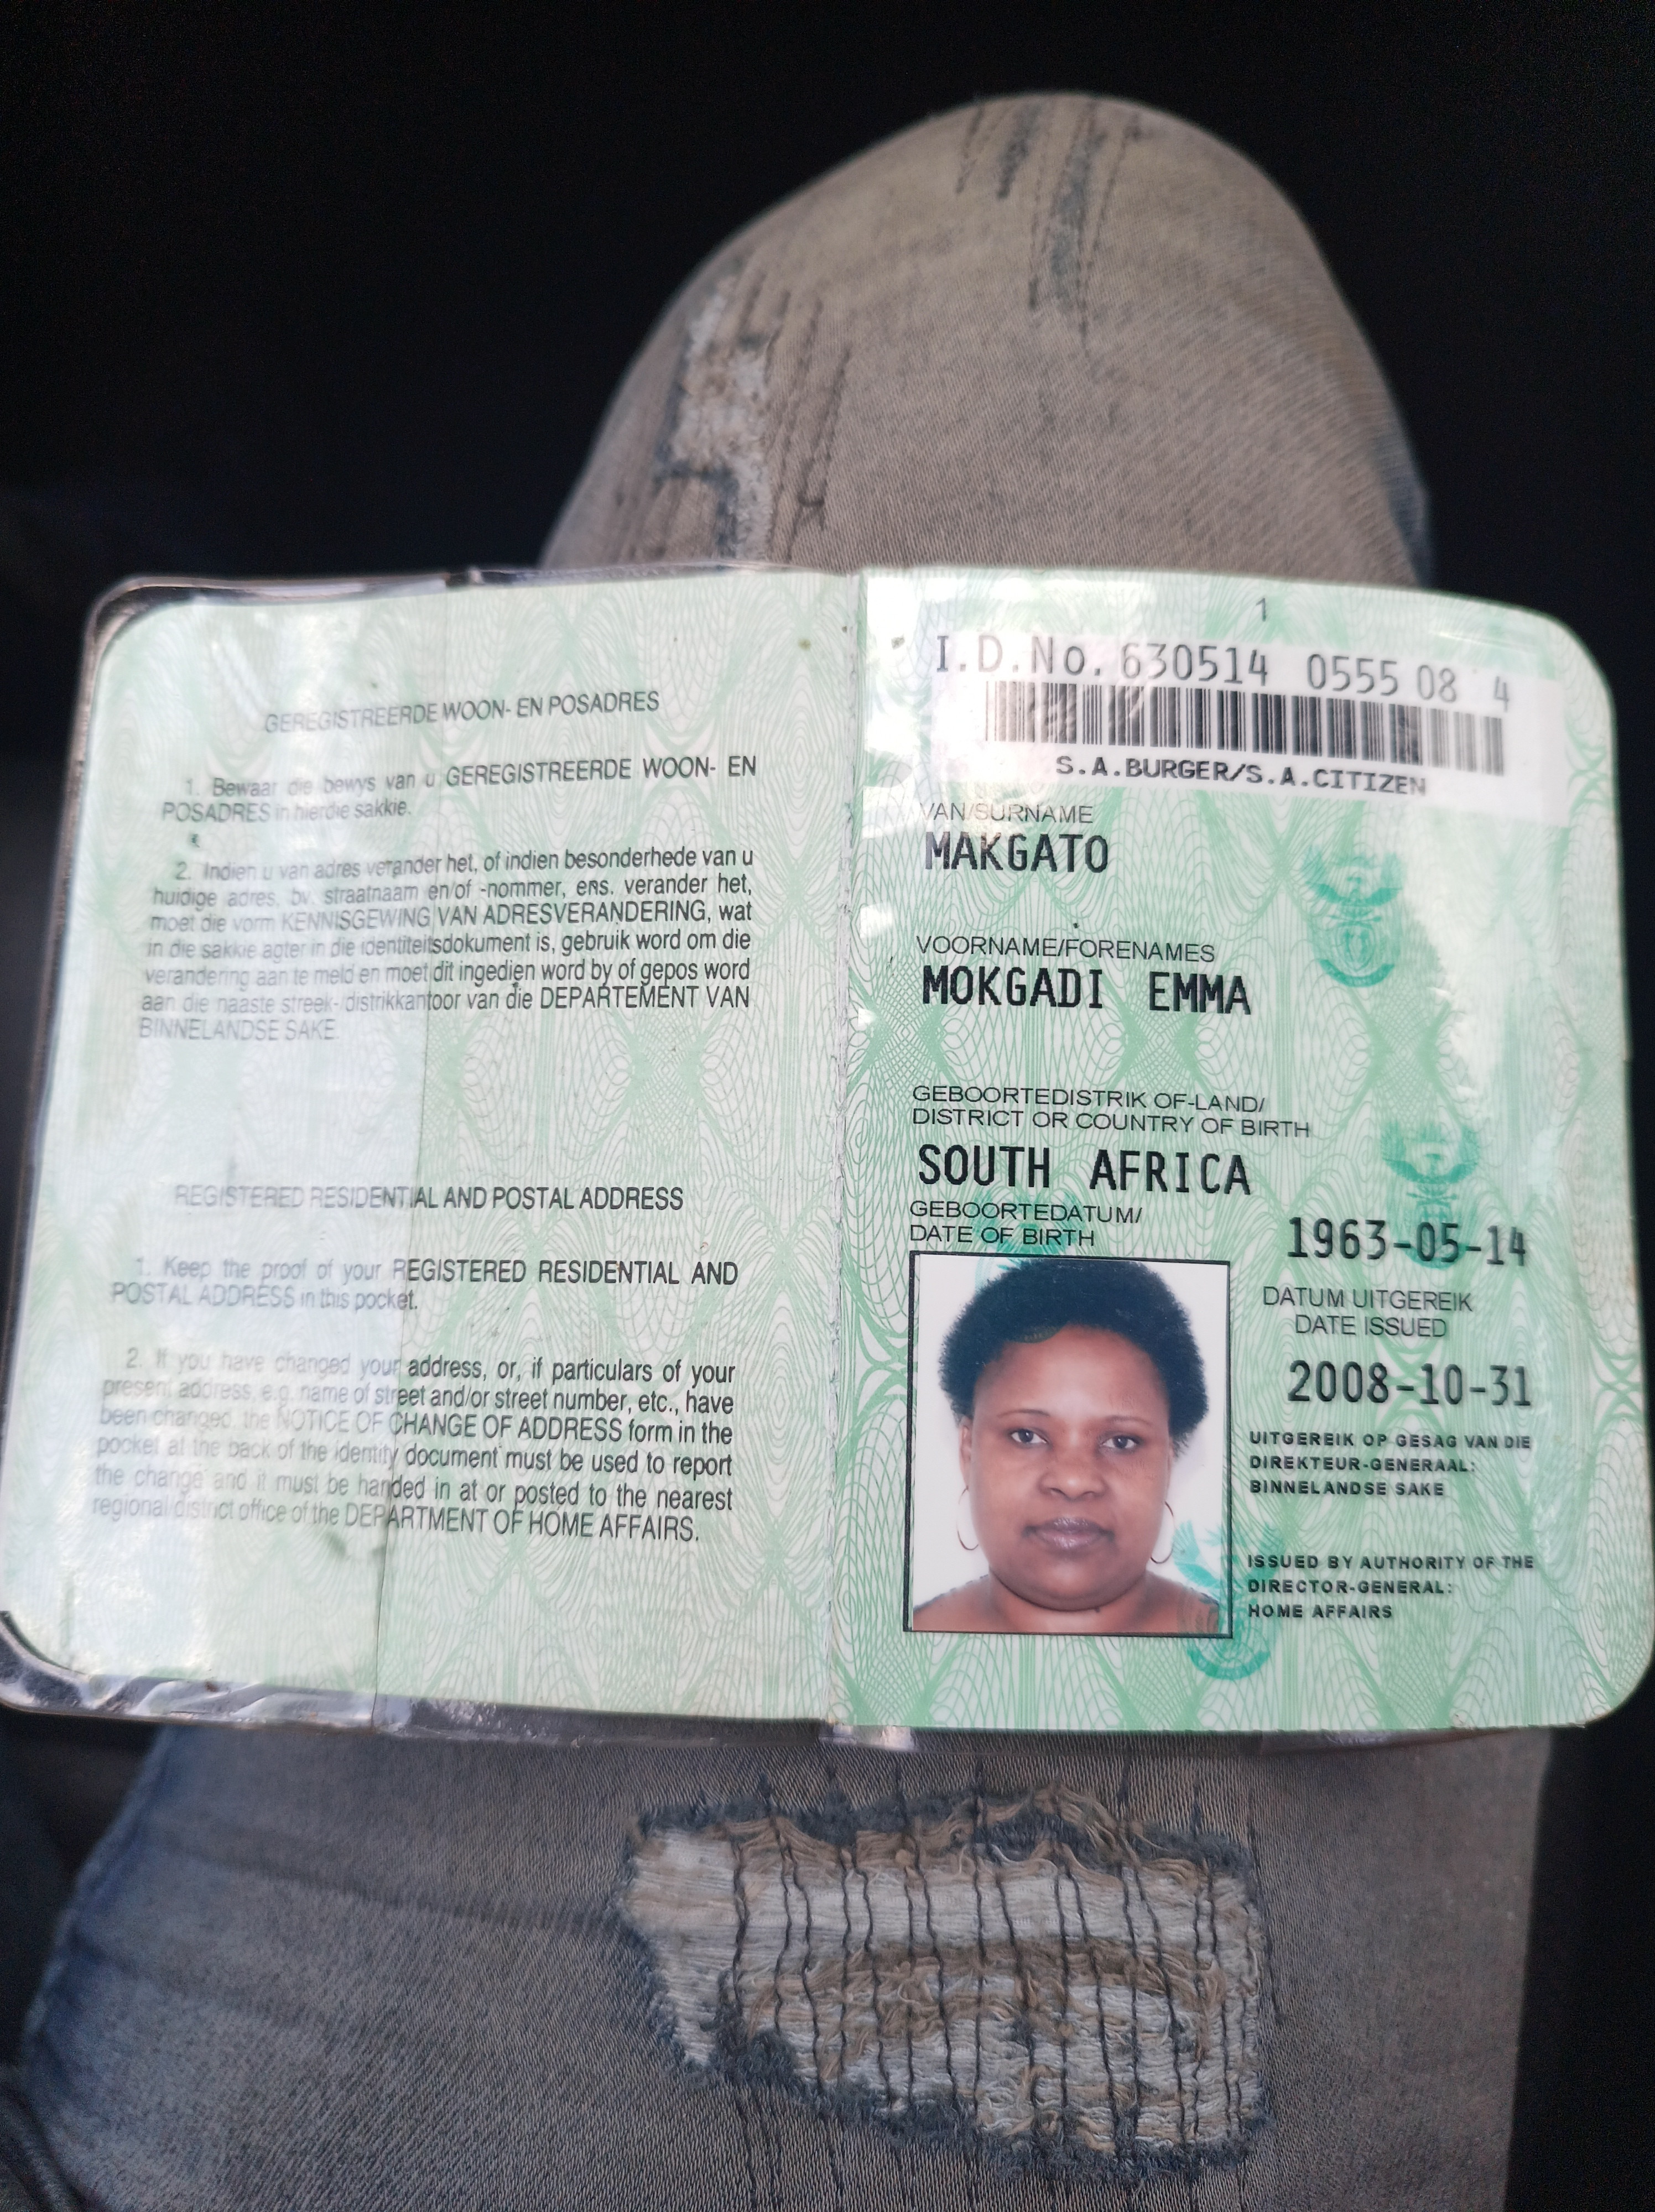 GEREGISTREERDE WOON- EN POSADRES
1. Bewaar die bewys van u GEREGISTREERDE WOON- EN
POSADRES in hierdie sakkie.
2. Indien u van adres verander het, of indien besonderhede van u
huidige adres, bv. straatnaam en/of -nommer, ens. verander het,
moet die vorm KENNISGEWING VAN ADRESVERANDERING, wat
in die sakkie agter in die identiteitsdokument is, gebruik word om die
verandering aan te meld en moet dit ingedien word by of gepos word
aan die naaste streek-/distrikkantoor van die DEPARTEMENT VAN
BINNELANDSE SAKE.
REGISTERED RESIDENTIAL AND POSTAL ADDRESS
1. Keep the proof of your REGISTERED RESIDENTIAL AND
POSTAL ADDRESS in this pocket.
2. If you have changed your address, or, if particulars of your
present address, e.g. name of street and/or street number, etc., have
been changed, the NOTICE OF CHANGE OF ADDRESS form in the
pocket at the back of the identity document must be used to report
the change and it must be handed in at or posted to the nearest
regional/district office of the DEPARTMENT OF HOME AFFAIRS.
1
I.D.No. 630514 0555 08 4
S.A.BURGER/S.A.CITIZEN
VAN/SURNAME
MAKGATO
VOORNAME/FORENAMES
MOKGADI EMMA
GEBOORTEDISTRIK OF-LAND/
DISTRICT OR COUNTRY OF BIRTH
SOUTH AFRICA
GEBOORTEDATUM/
DATE OF BIRTH
1963-05-14
DATUM UITGEREIK
DATE ISSUED
2008-10-31
UITGEREIK OP GESAG VAN DIE
DIREKTEUR-GENERAAL:
BINNELANDSE SAKE
ISSUED BY AUTHORITY OF THE
DIRECTOR-GENERAL:
HOME AFFAIRS